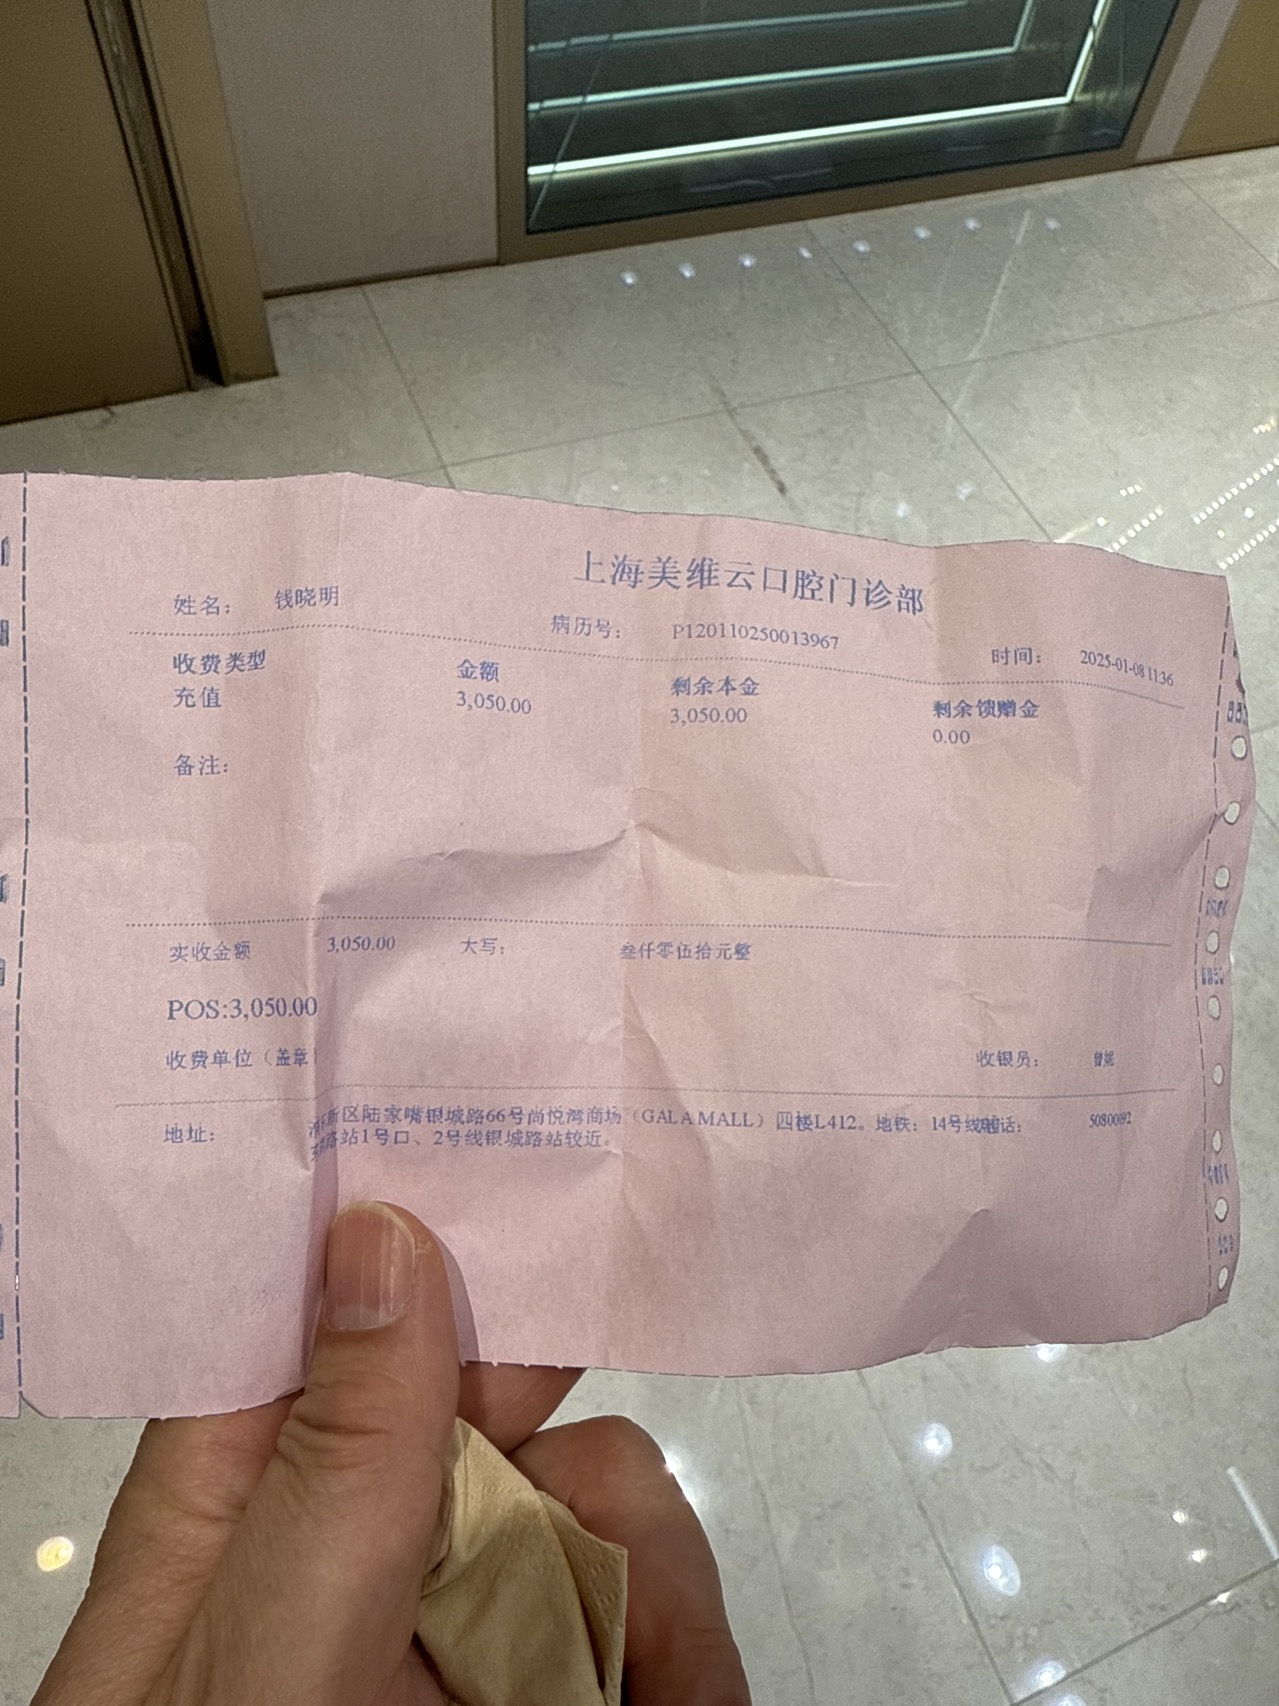 上海美维云口腔门诊部
姓名： 钱晓明 病历号： P120110250013967 时间： 2025-01-08 11:36
收费类型 金额 剩余本金 剩余馈赠金
充值 3,050.00 3,050.00 0.00
备注：
实收金额 3,050.00 大写： 叁仟零伍拾元整
POS:3,050.00
收费单位（盖章 收银员：
地址： 新区陆家嘴银城路66号尚悦湾商场（GALA MALL）四楼L412。地铁：14号线 话： 50800092
路站1号口、2号线银城路站较近。